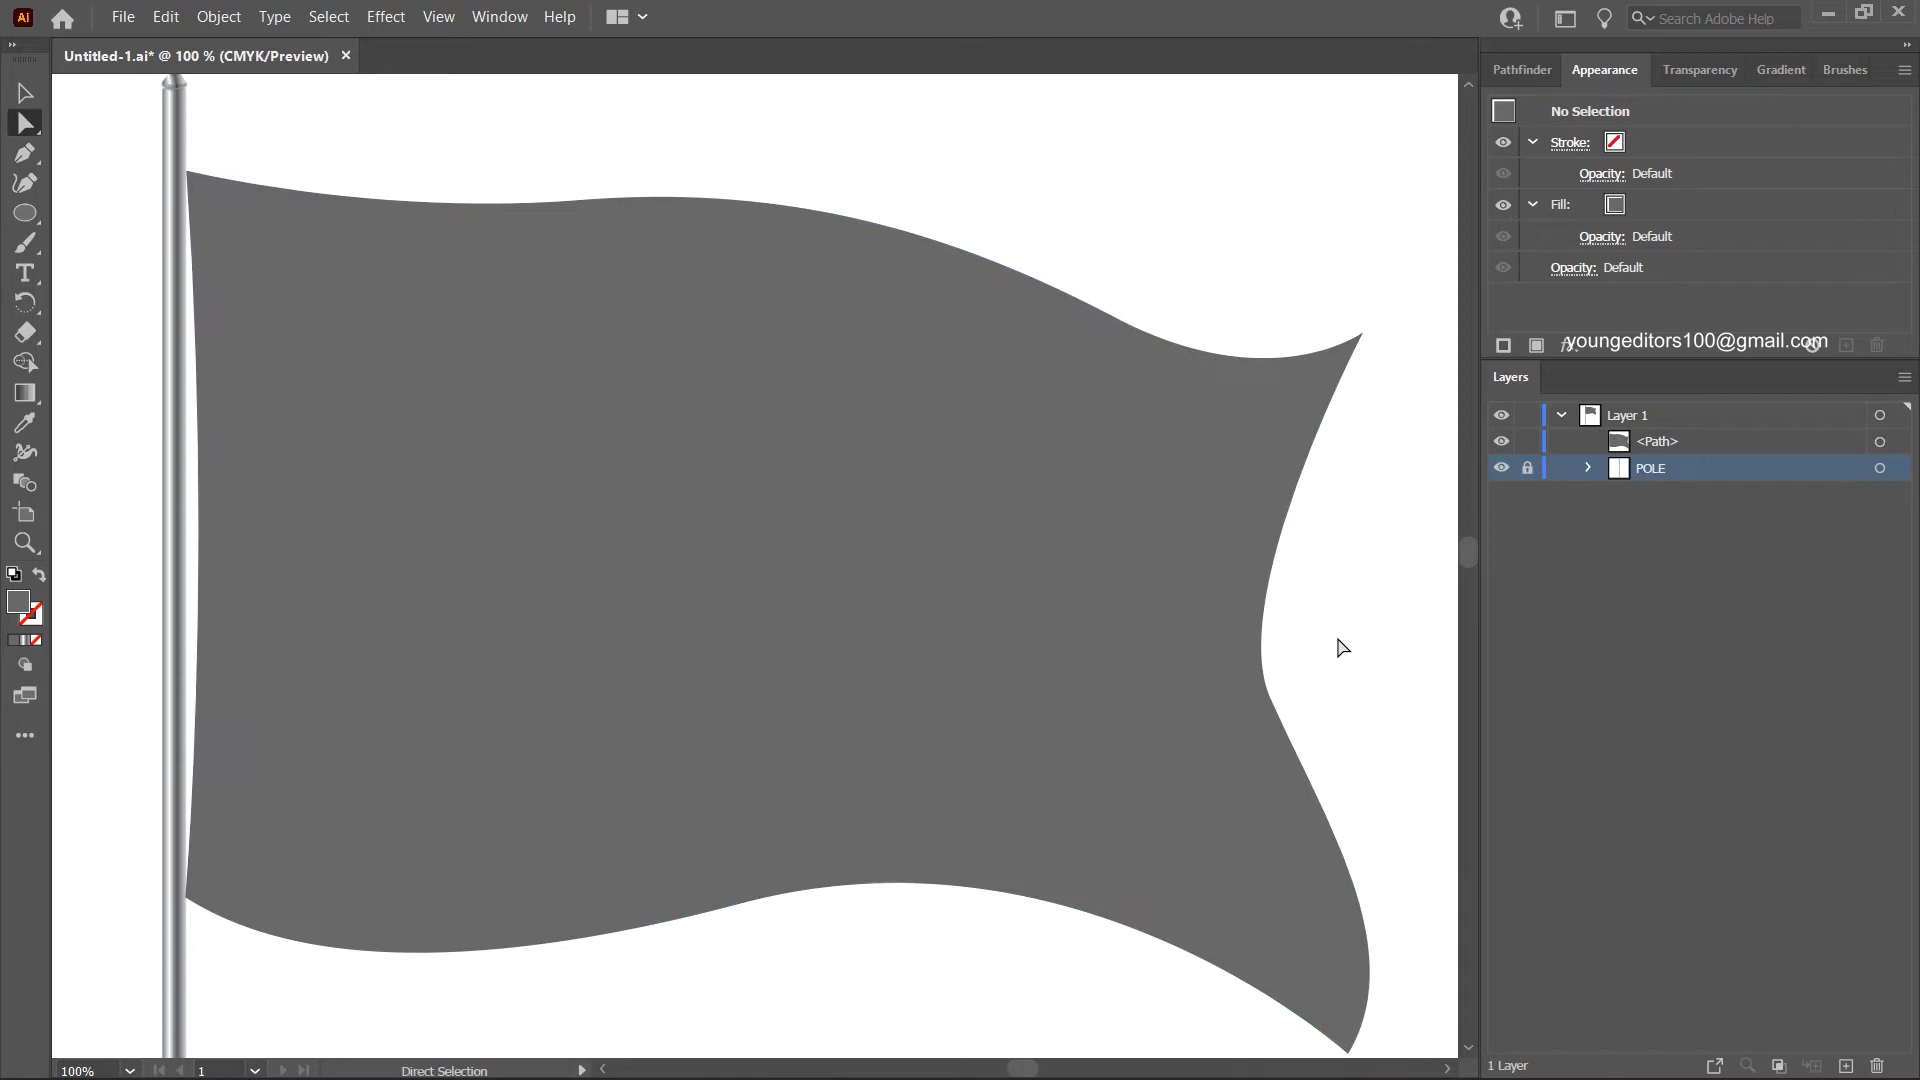 Ai File Edit Object Type Select Effect View Window Help Search Adobe Help
Untitled-1.ai* @ 100 % (CMYK/Preview) ×
Pathfinder Appearance Transparency Gradient Brushes
No Selection
Stroke:
Opacity: Default
Fill:
Opacity: Default
Opacity: Default
youngeditors100@gmail.com
Layers
Layer 1
<Path>
POLE
1 Layer
100% 1 Direct Selection